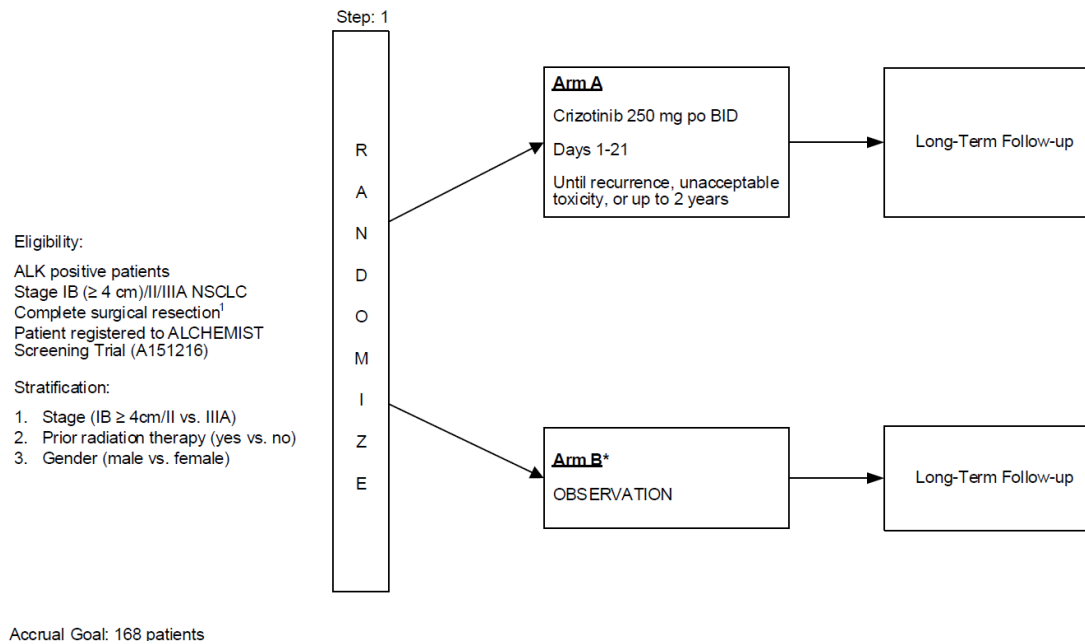 Step: 1
R
A
N
D
O
M
I
Z
E
Eligibility:
ALK positive patients
Stage IB (≥ 4 cm)/II/IIIA NSCLC
Complete surgical resection¹
Patient registered to ALCHEMIST
Screening Trial (A151216)
Stratification:
1. Stage (IB ≥ 4cm/II vs. IIIA)
2. Prior radiation therapy (yes vs. no)
3. Gender (male vs. female)
Arm A
Crizotinib 250 mg po BID
Days 1-21
Until recurrence, unacceptable
toxicity, or up to 2 years
Long-Term Follow-up
Arm B*
OBSERVATION
Long-Term Follow-up
Accrual Goal: 168 patients